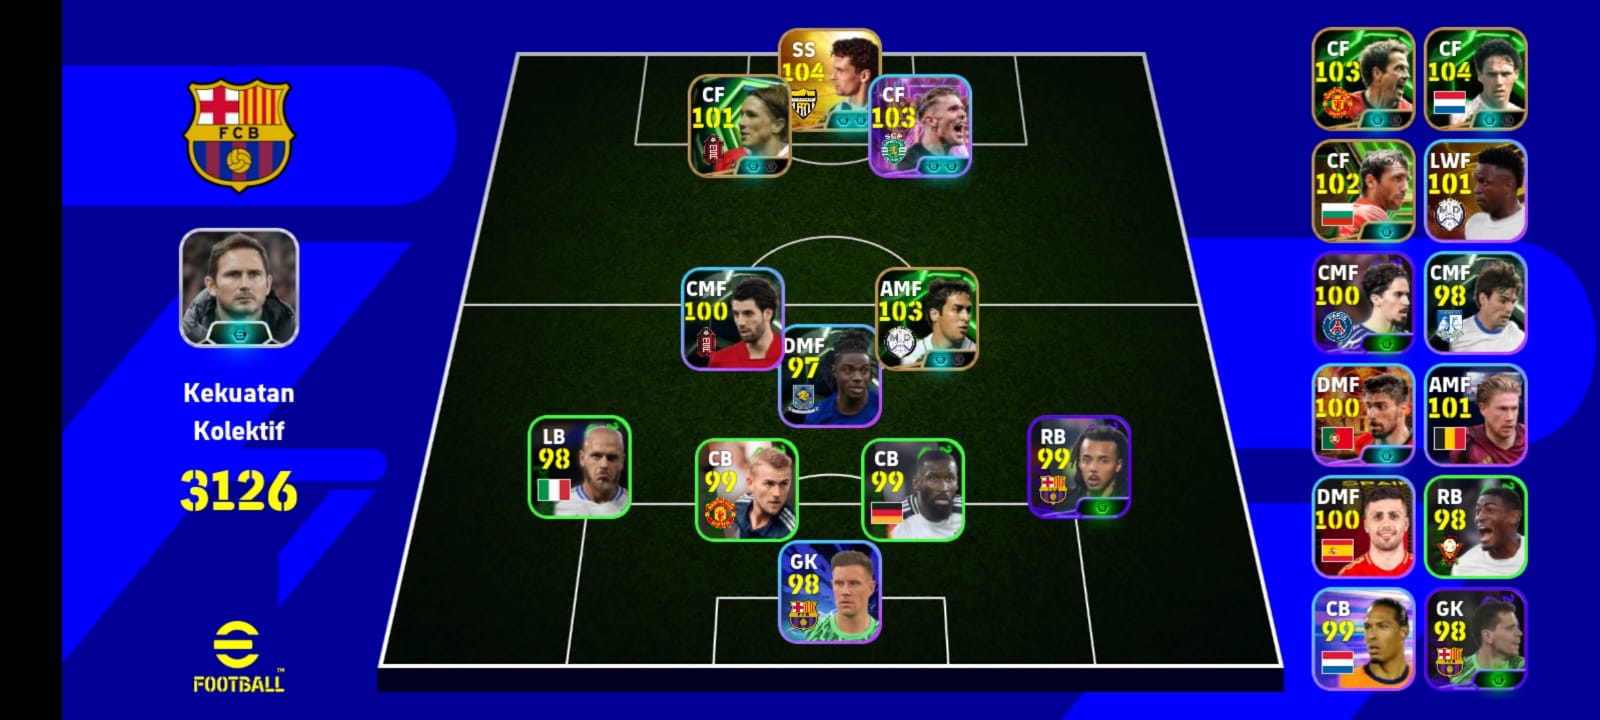 FCB
Kekuatan
Kolektif
3126
FOOTBALL™
SS
104
CF
101
CF
103
CMF
100
AMF
103
DMF
97
LB
98
CB
99
CB
99
RB
99
GK
98
CF
103
CF
104
CF
102
LWF
101
CMF
100
CMF
98
DMF
100
AMF
101
DMF
100
RB
98
CB
99
GK
98